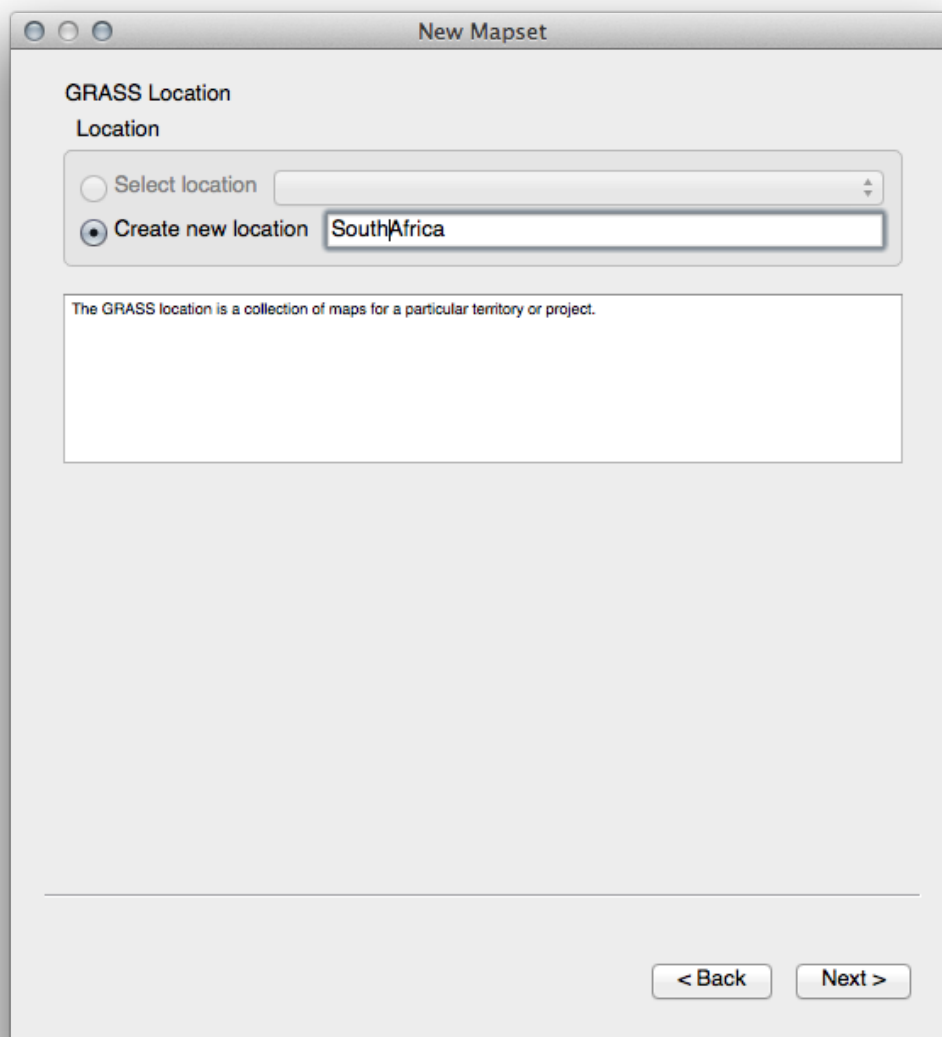 New Mapset
GRASS Location
Location
Select location
Create new location SouthAfrica
The GRASS location is a collection of maps for a particular territory or project.
< Back Next >